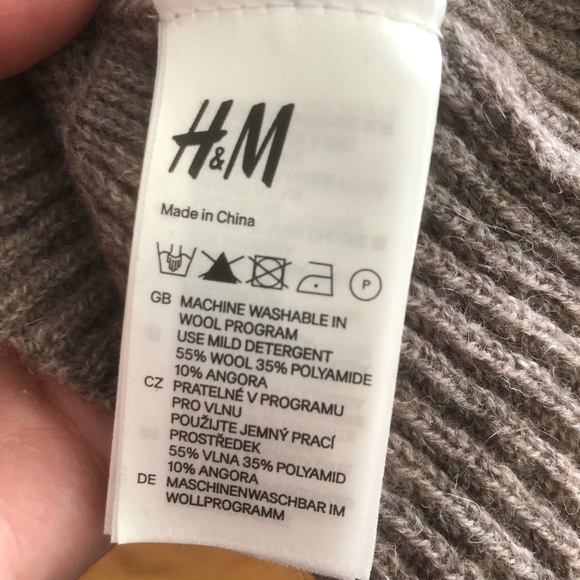 H&M
Made in China
P
GB MACHINE WASHABLE IN
WOOL PROGRAM
USE MILD DETERGENT
55% WOOL 35% POLYAMIDE
10% ANGORA
CZ PRATELNÉ V PROGRAMU
PRO VLNU
POUŽIJTE JEMNÝ PRACÍ
PROSTŘEDEK
55% VLNA 35% POLYAMID
10% ANGORA
DE MASCHINENWASCHBAR IM
WOLLPROGRAMM